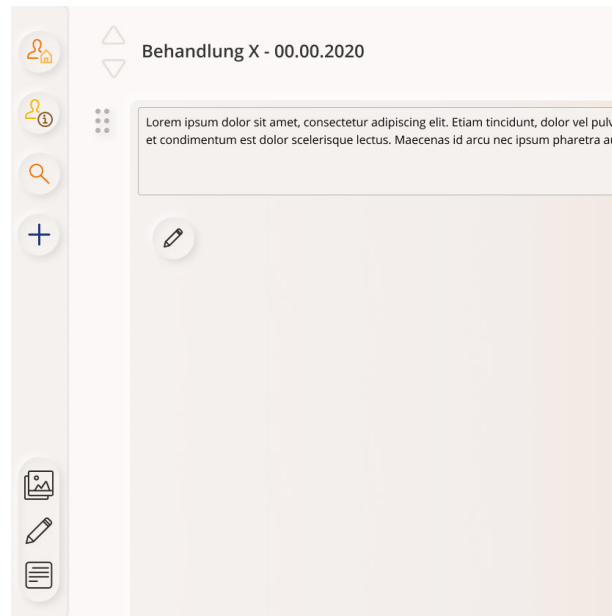 Behandlung X - 00.00.2020
Lorem ipsum dolor sit amet, consectetur adipiscing elit. Etiam tincidunt, dolor vel
et condimentum est dolor scelerisque lectus. Maecenas id arcu nec ipsum pharetra